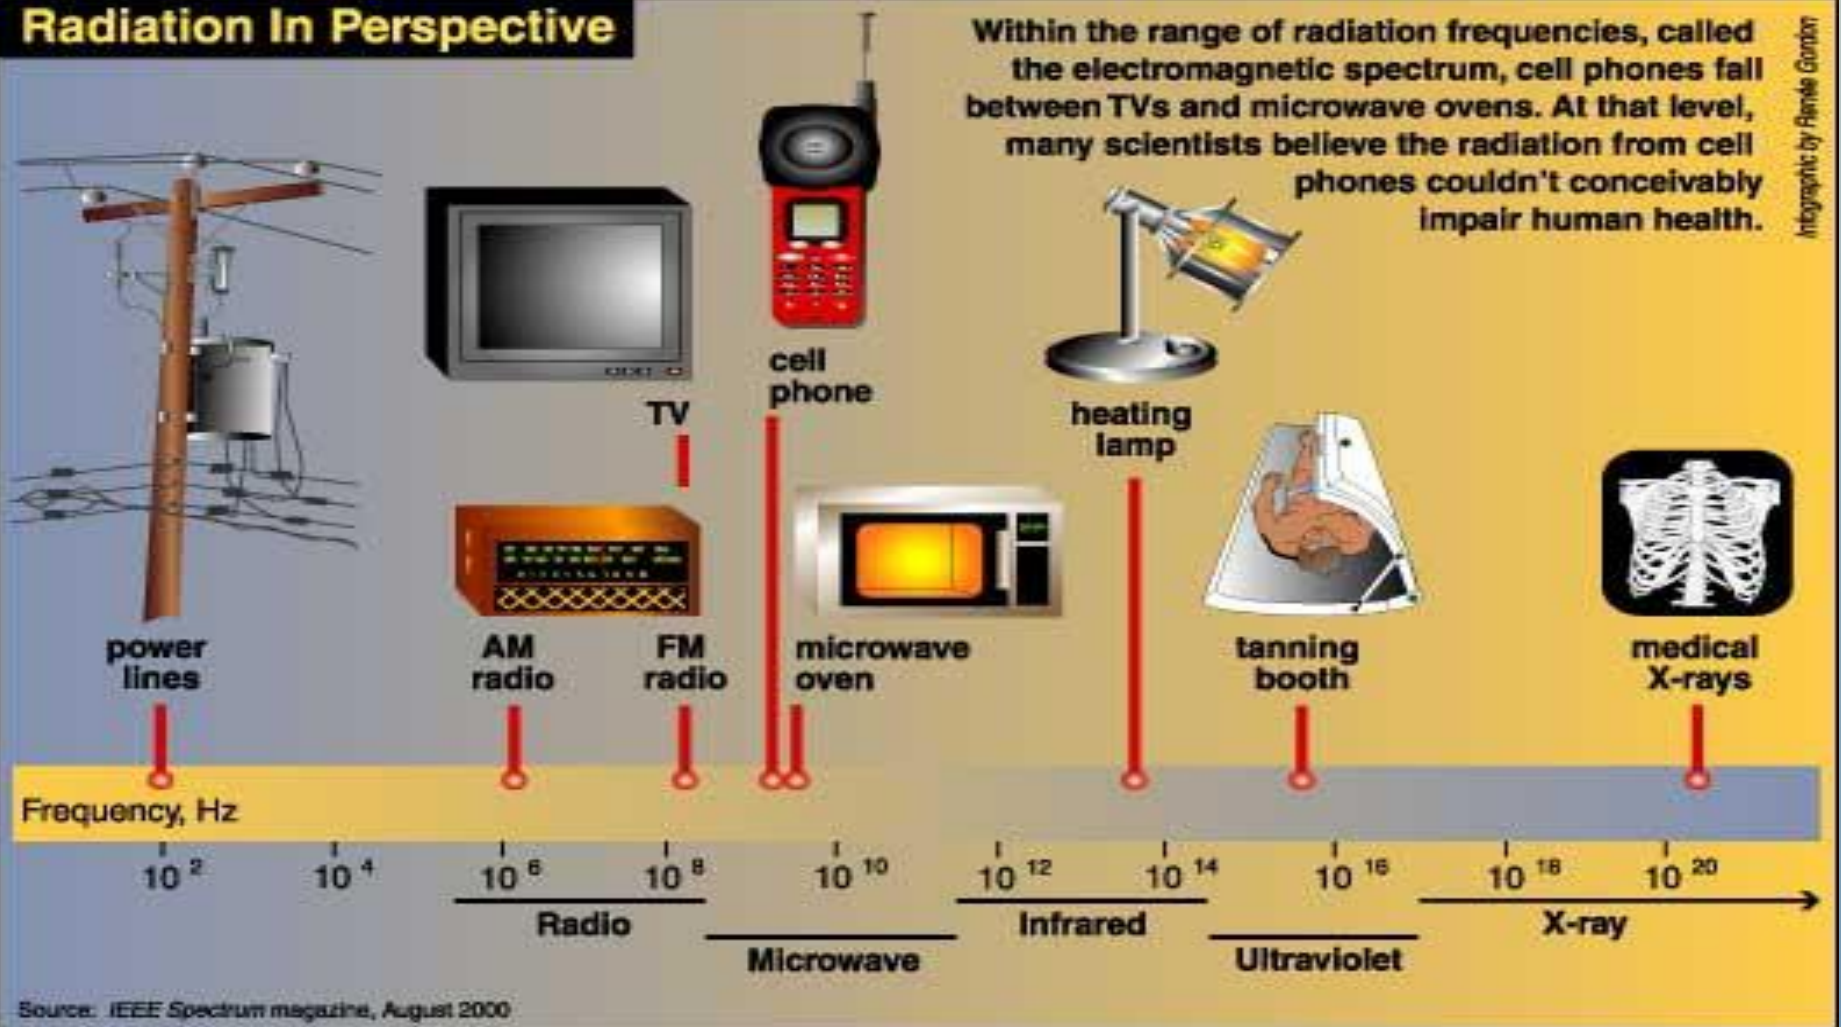 Radiation In Perspective
Within the range of radiation frequencies, called
the electromagnetic spectrum, cell phones fall
between TVs and microwave ovens. At that level,
many scientists believe the radiation from cell
phones couldn't conceivably
impair human health.
Infographic by Renée Gordon
cell
phone
TV
heating
lamp
power
lines
AM
radio
FM
radio
microwave
oven
tanning
booth
medical
X-rays
Frequency, Hz
10 2
10 4
10 6
10 8
10 10
10 12
10 14
10 16
10 18
10 20
Radio
Infrared
X-ray
Microwave
Ultraviolet
Source: IEEE Spectrum magazine, August 2000